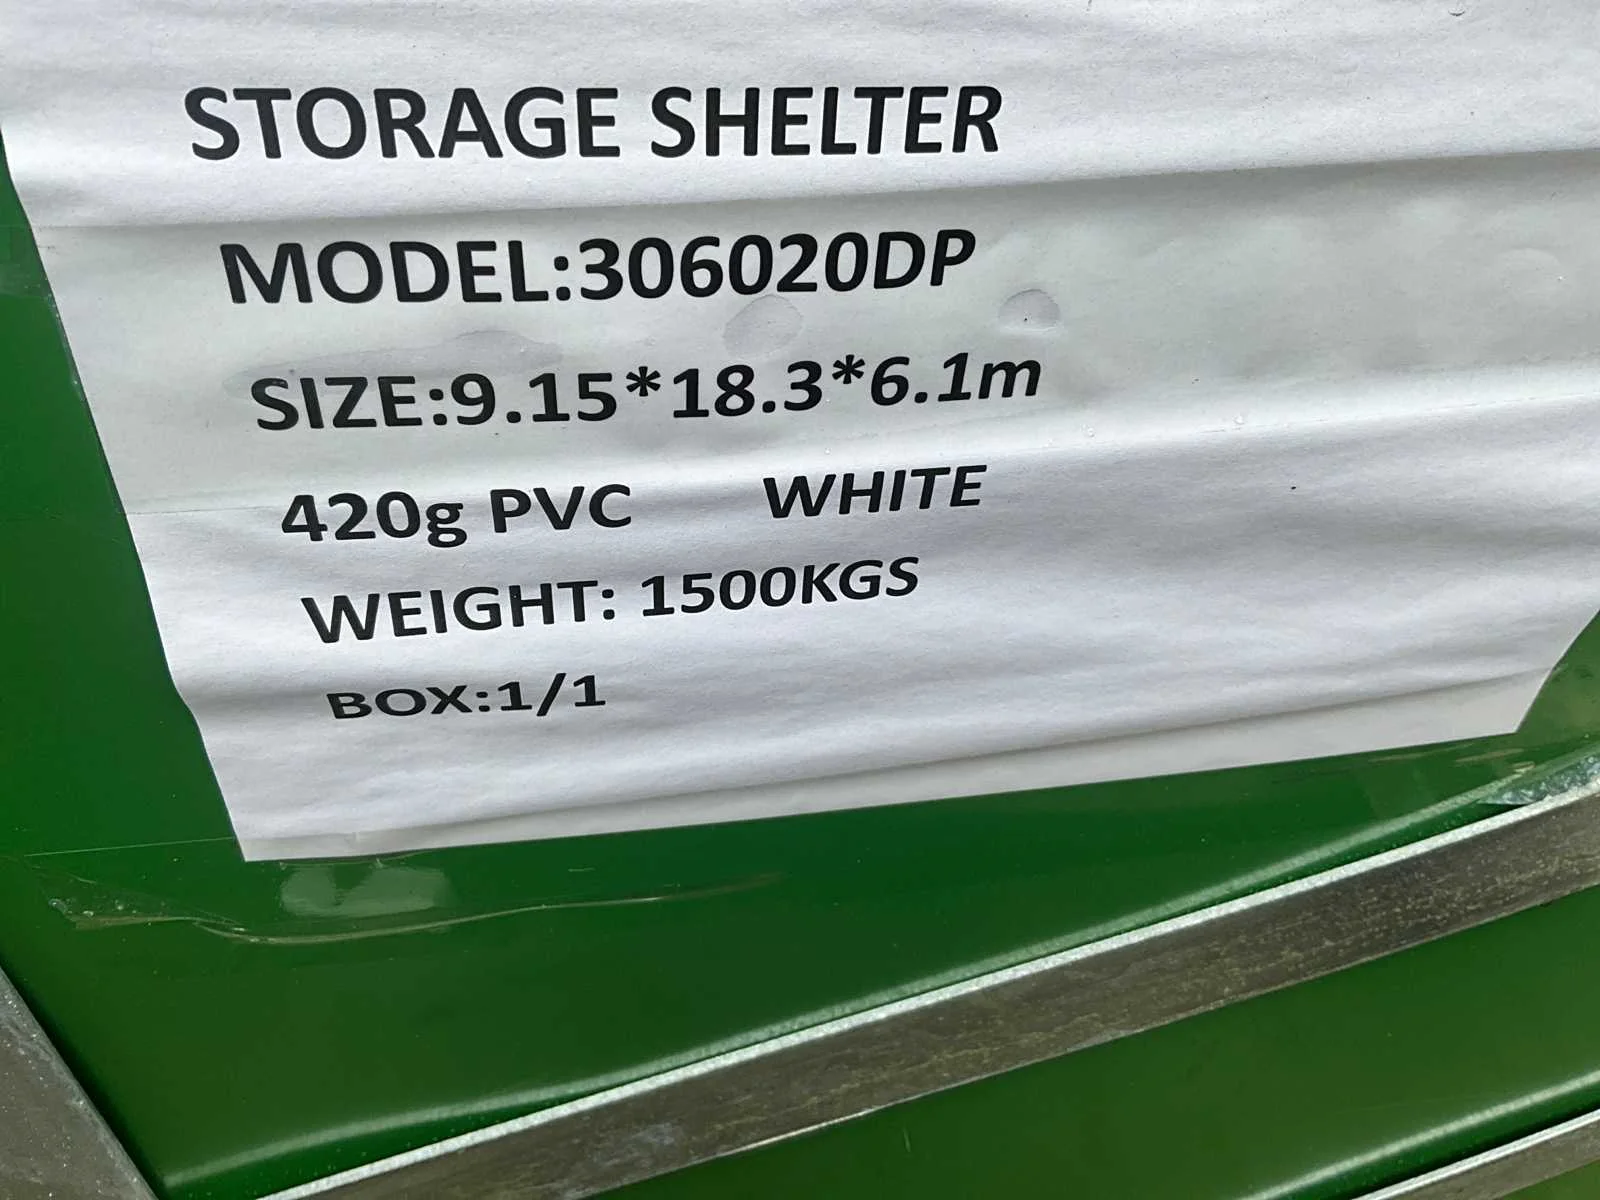 STORAGE SHELTER
MODEL:306020DP
SIZE:9.15*18.3*6.1m
420g PVC WHITE
WEIGHT: 1500KGS
BOX:1/1